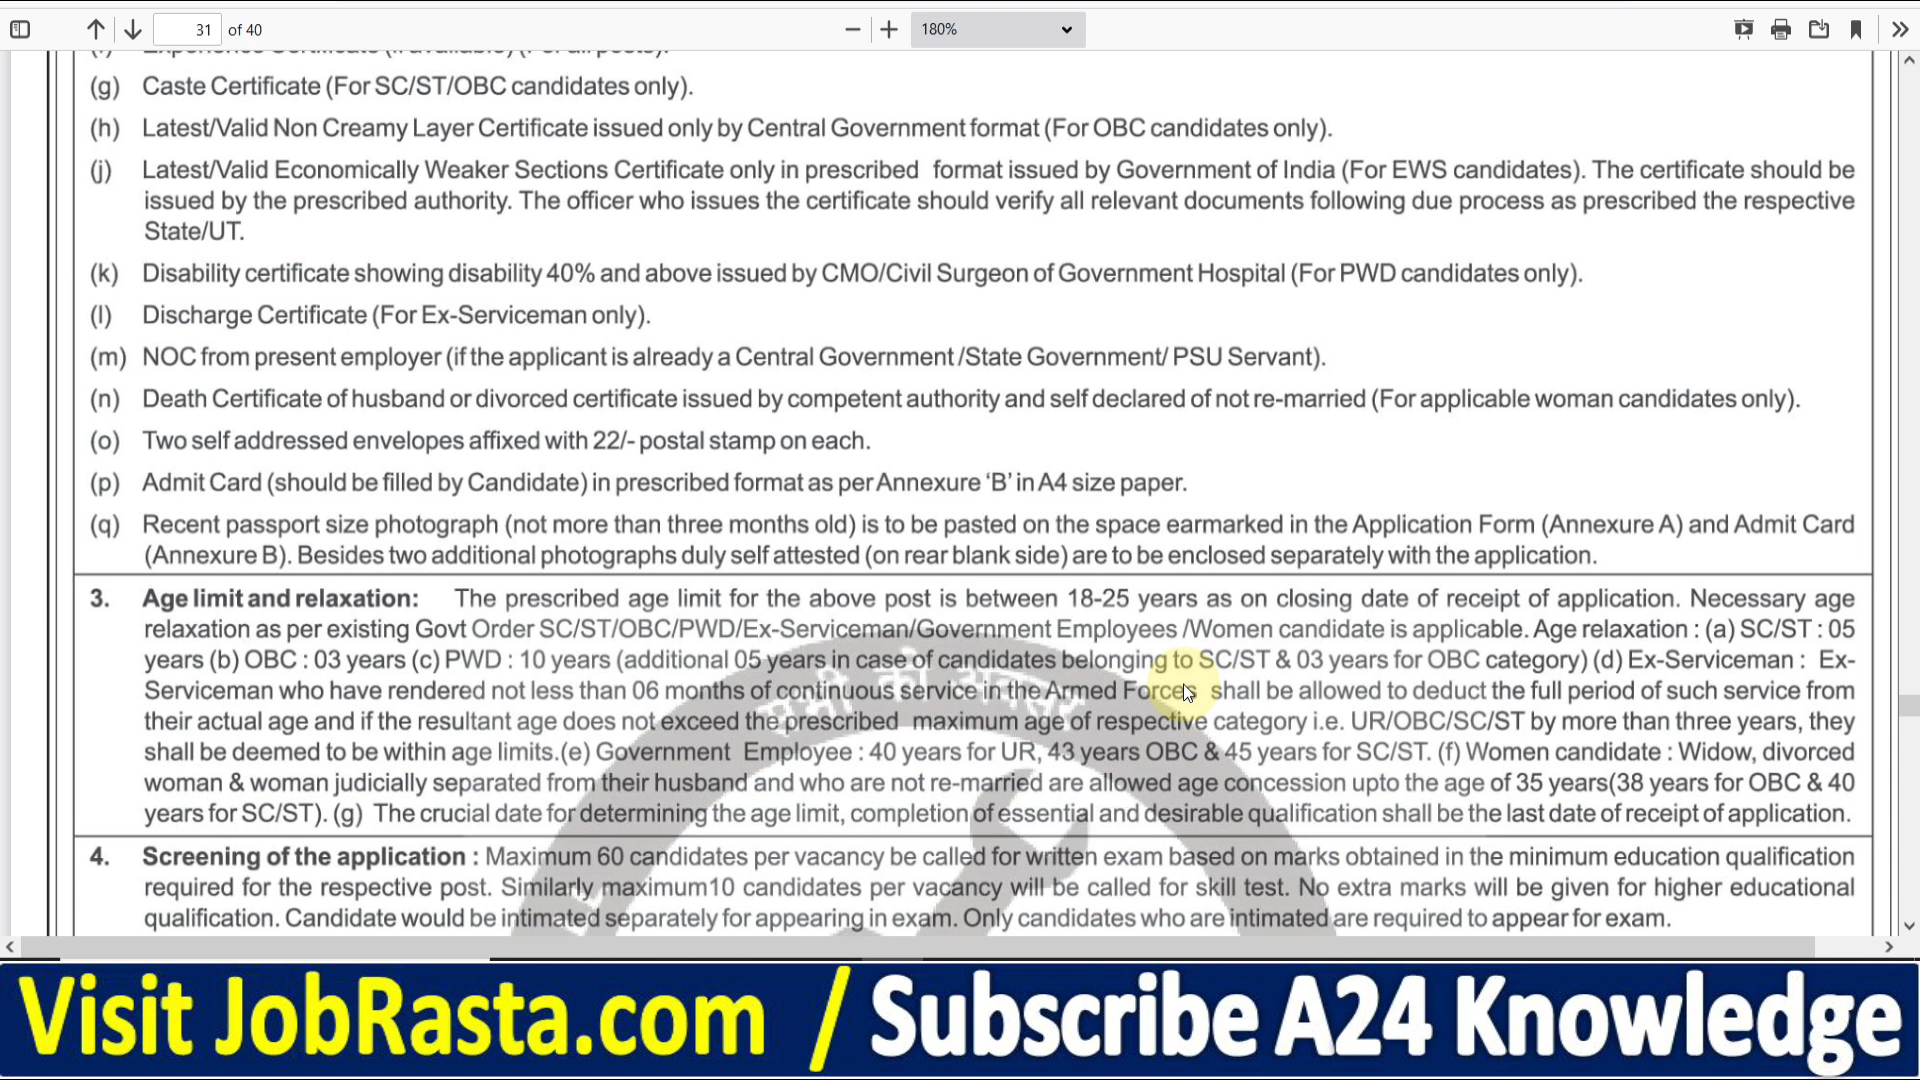 31 of 40
180%
(f) Experience Certificate (if available) (For all posts).
(g) Caste Certificate (For SC/ST/OBC candidates only).
(h) Latest/Valid Non Creamy Layer Certificate issued only by Central Government format (For OBC candidates only).
(j) Latest/Valid Economically Weaker Sections Certificate only in prescribed format issued by Government of India (For EWS candidates). The certificate should be
issued by the prescribed authority. The officer who issues the certificate should verify all relevant documents following due process as prescribed the respective
State/UT.
(k) Disability certificate showing disability 40% and above issued by CMO/Civil Surgeon of Government Hospital (For PWD candidates only).
(l) Discharge Certificate (For Ex-Serviceman only).
(m) NOC from present employer (if the applicant is already a Central Government /State Government/ PSU Servant).
(n) Death Certificate of husband or divorced certificate issued by competent authority and self declared of not re-married (For applicable woman candidates only).
(o) Two self addressed envelopes affixed with 22/- postal stamp on each.
(p) Admit Card (should be filled by Candidate) in prescribed format as per Annexure ‘B’ in A4 size paper.
(q) Recent passport size photograph (not more than three months old) is to be pasted on the space earmarked in the Application Form (Annexure A) and Admit Card
(Annexure B). Besides two additional photographs duly self attested (on rear blank side) are to be enclosed separately with the application.
3. Age limit and relaxation: The prescribed age limit for the above post is between 18-25 years as on closing date of receipt of application. Necessary age
relaxation as per existing Govt Order SC/ST/OBC/PWD/Ex-Serviceman/Government Employees /Women candidate is applicable. Age relaxation : (a) SC/ST : 05
years (b) OBC : 03 years (c) PWD : 10 years (additional 05 years in case of candidates belonging to SC/ST & 03 years for OBC category) (d) Ex-Serviceman : Ex-
Serviceman who have rendered not less than 06 months of continuous service in the Armed Forces shall be allowed to deduct the full period of such service from
their actual age and if the resultant age does not exceed the prescribed maximum age of respective category i.e. UR/OBC/SC/ST by more than three years, they
shall be deemed to be within age limits.(e) Government Employee : 40 years for UR, 43 years OBC & 45 years for SC/ST. (f) Women candidate : Widow, divorced
woman & woman judicially separated from their husband and who are not re-married are allowed age concession upto the age of 35 years(38 years for OBC & 40
years for SC/ST). (g) The crucial date for determining the age limit, completion of essential and desirable qualification shall be the last date of receipt of application.
4. Screening of the application : Maximum 60 candidates per vacancy be called for written exam based on marks obtained in the minimum education qualification
required for the respective post. Similarly maximum10 candidates per vacancy will be called for skill test. No extra marks will be given for higher educational
qualification. Candidate would be intimated separately for appearing in exam. Only candidates who are intimated are required to appear for exam.
सभी को अवसर
Visit JobRasta.com / Subscribe A24 Knowledge